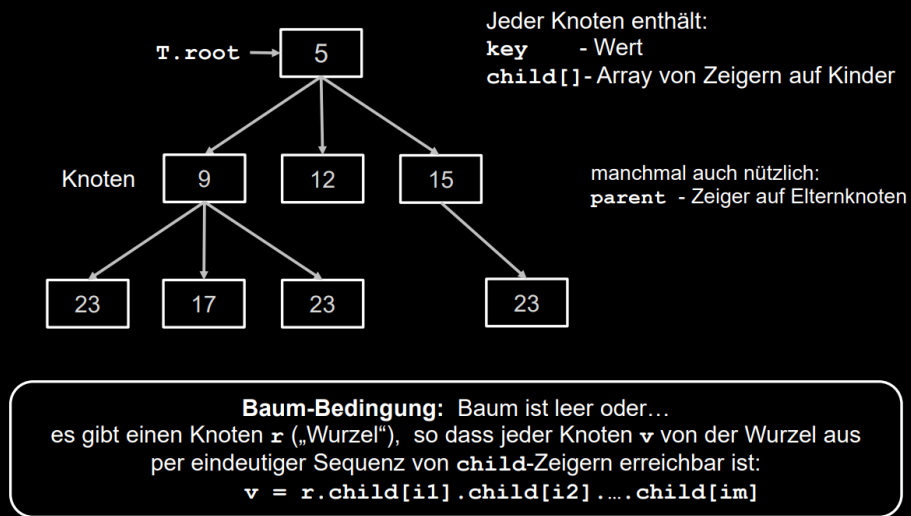 Jeder Knoten enthält:
key - Wert
child[]- Array von Zeigern auf Kinder
T.root
5
Knoten
9
12
15
manchmal auch nützlich:
parent - Zeiger auf Elternknoten
23
17
23
23
Baum-Bedingung: Baum ist leer oder…
es gibt einen Knoten r („Wurzel“), so dass jeder Knoten v von der Wurzel aus
per eindeutiger Sequenz von child-Zeigern erreichbar ist:
v = r.child[i1].child[i2].….child[im]